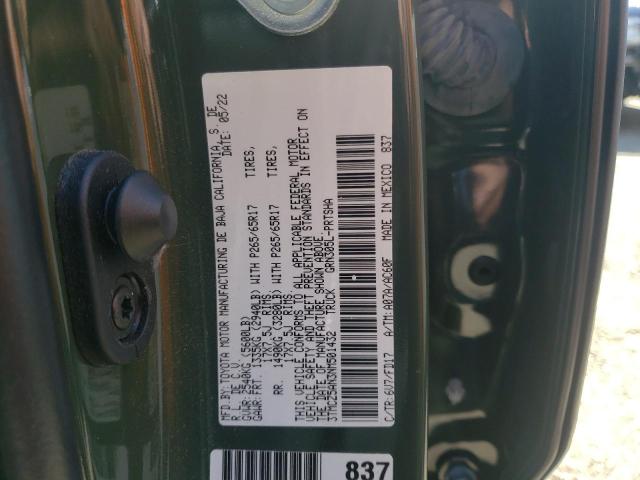 MFD.BY:TOYOTA MOTOR MANUFACTURING DE BAJA CALIFORNIA S. DE
R.L. DE C.V. DATE: 05/22
GVWR: 2540KG (5600LB)
GAWR:FRT. 1335KG (2940LB) WITH P265/65R17 TIRES,
17X7.5J RIMS
RR. 1490KG (3280LB) WITH P265/65R17 TIRES,
17X7.5J RIMS
THIS VEHICLE CONFORMS TO ALL APPLICABLE FEDERAL MOTOR
VEHICLE SAFETY AND THEFT PREVENTION STANDARDS IN EFFECT ON
THE DATE OF MANUFACTURE SHOWN ABOVE.
3TMCZ5AN3NM501432 TRUCK GRN305L-PRTSHA
C/TR:6V7/FD17 A/TM:A07A/AC60F MADE IN MEXICO 837
837